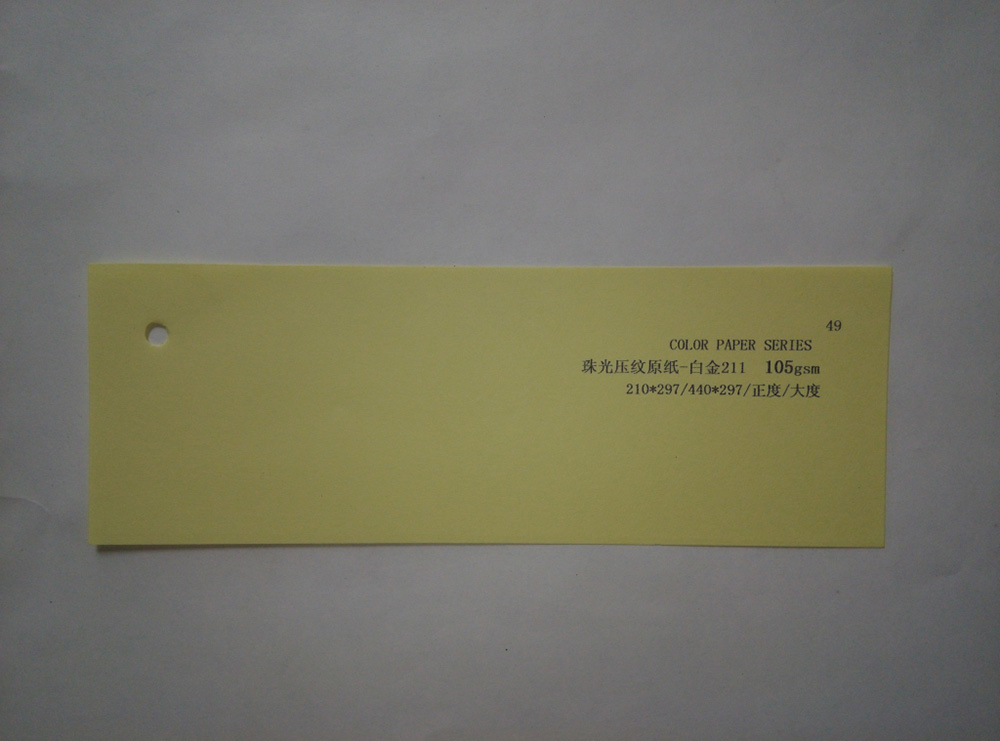 49
COLOR PAPER SERIES
珠光压纹原纸-白金211 105gsm
210*297/440*297/正度/大度